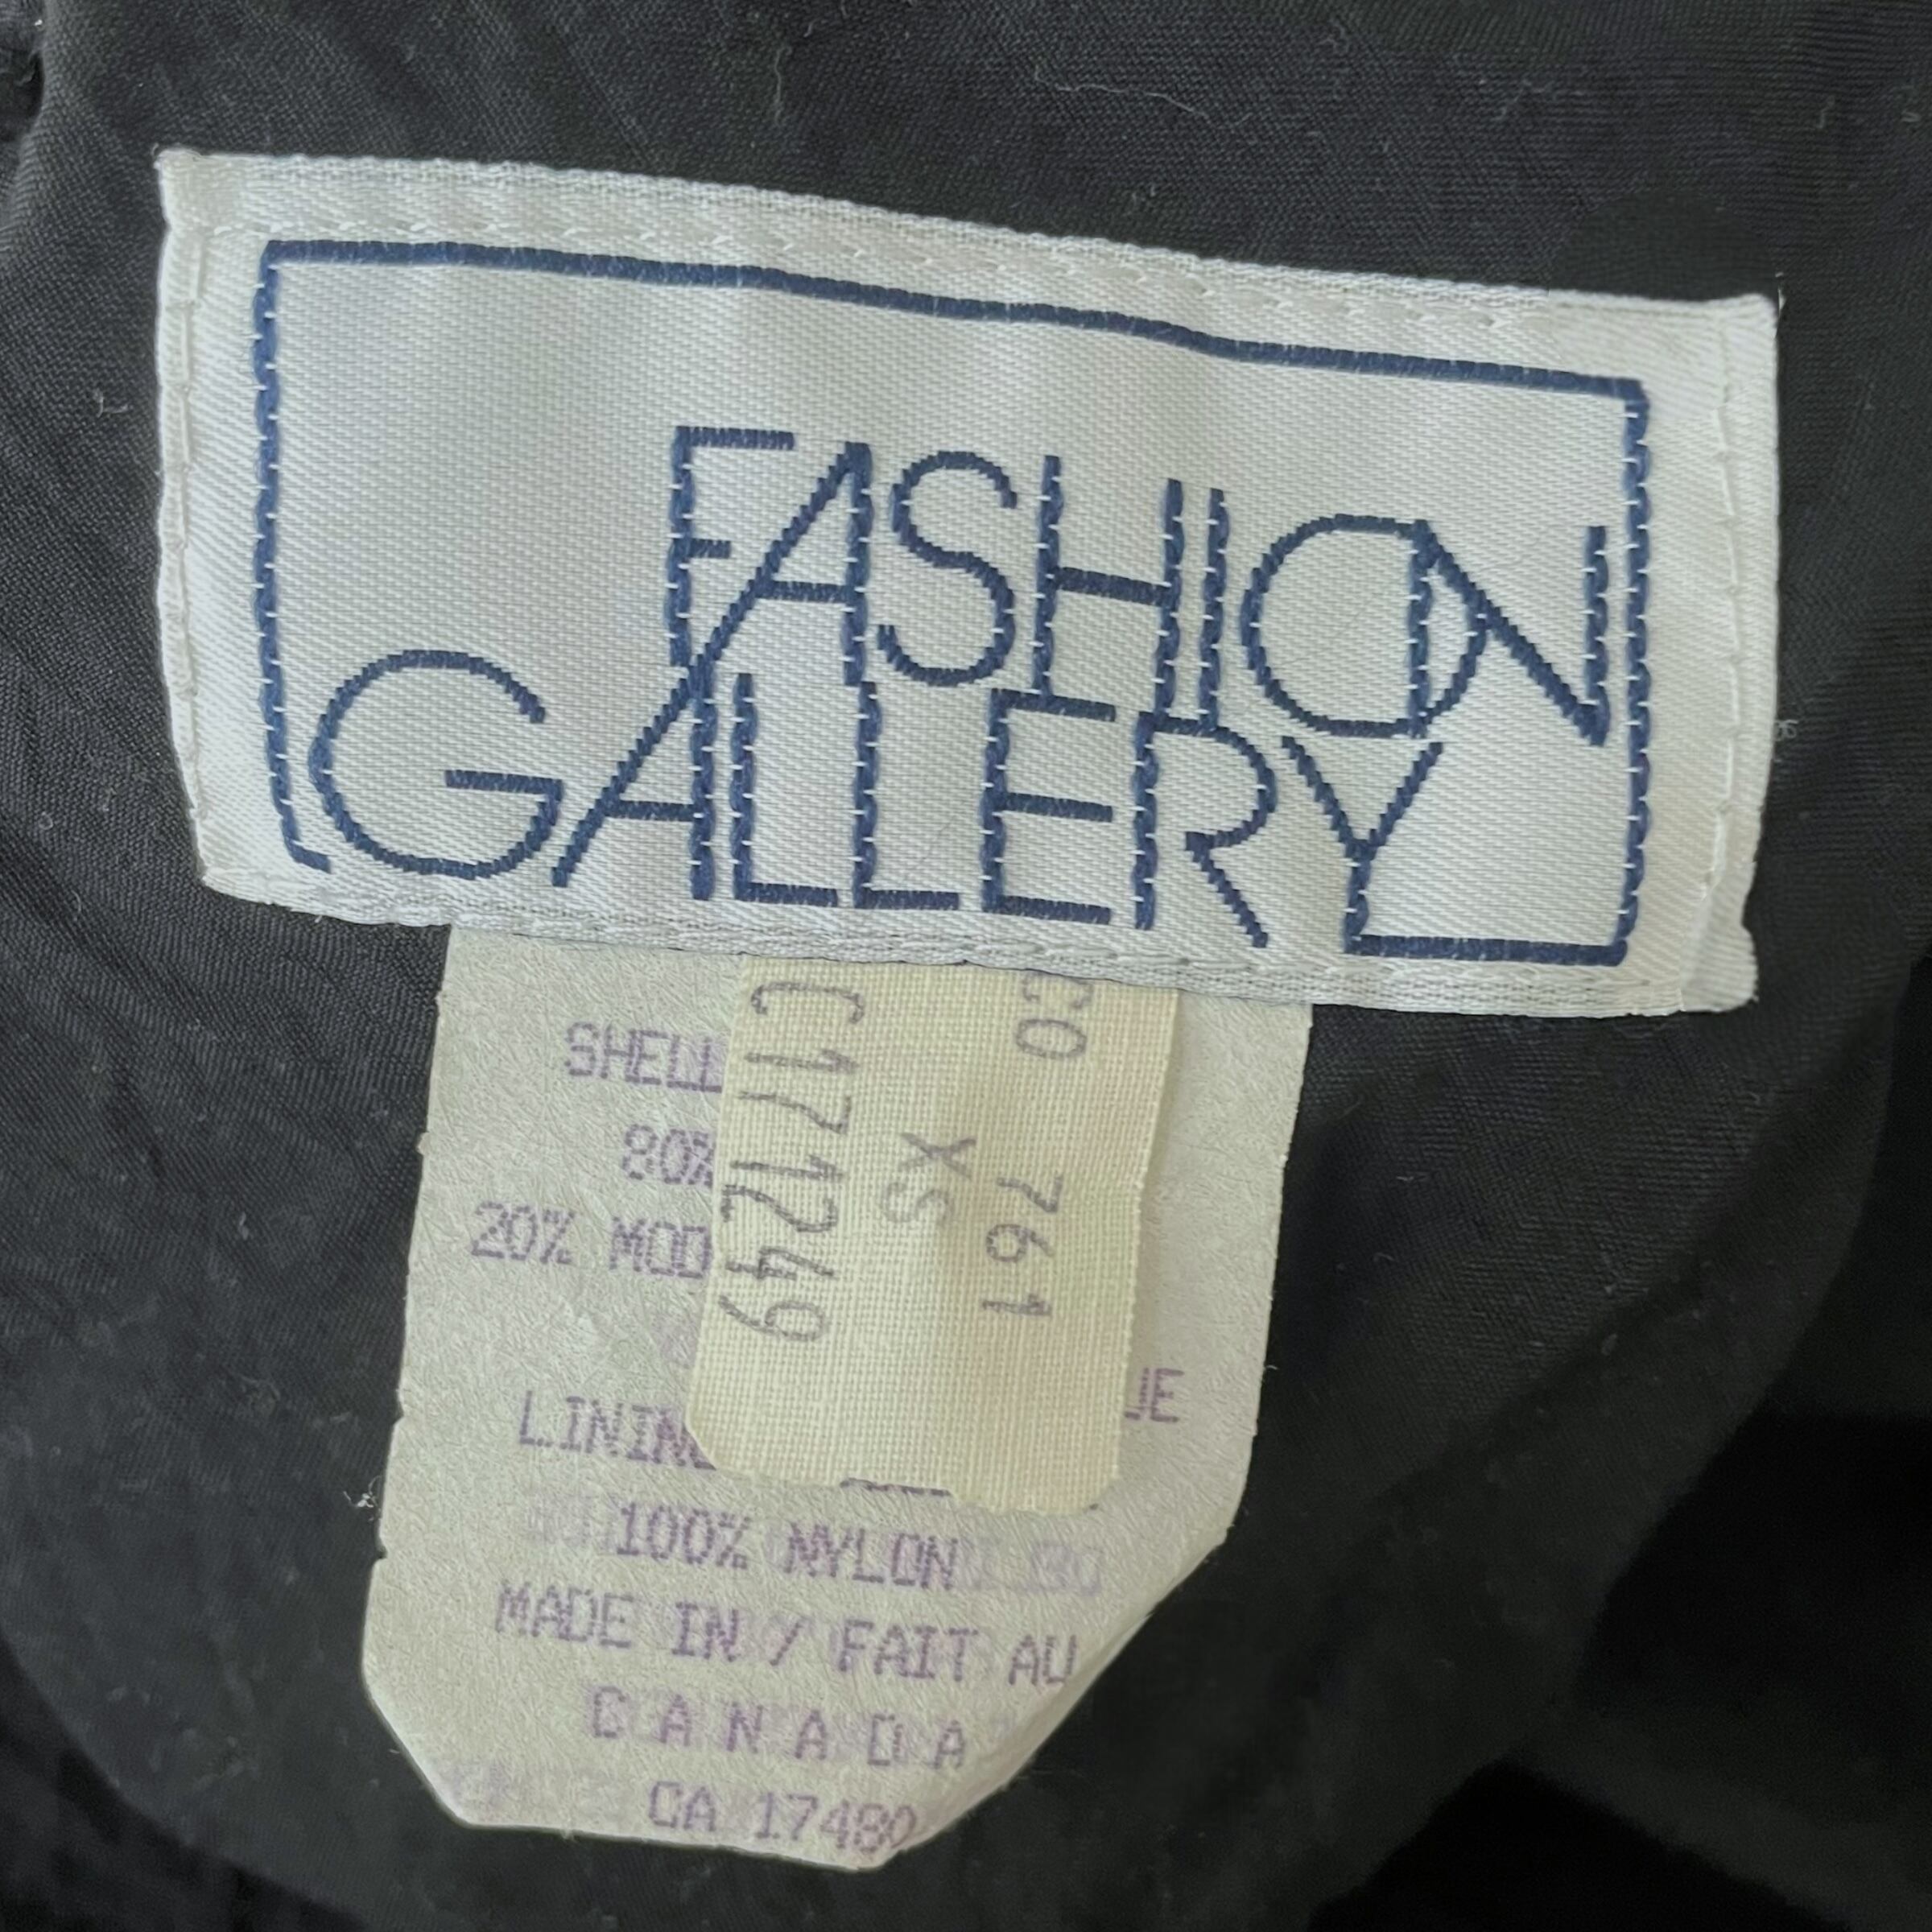 FASHION
GALLERY
SHELL
80%
20% MOD
LINING
100% NYLON
MADE IN / FAIT AU
CANADA
CA 17480
CO 761
XS
C171249